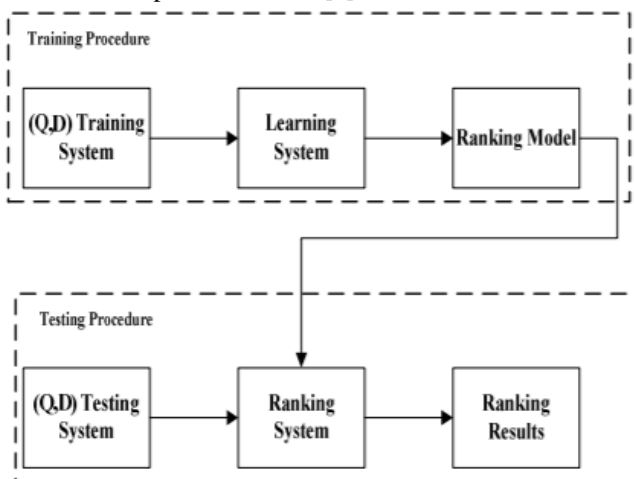 Training Procedure
(Q,D) Training
System
Learning
System
Ranking Model
Testing Procedure
(Q,D) Testing
System
Ranking
System
Ranking
Results